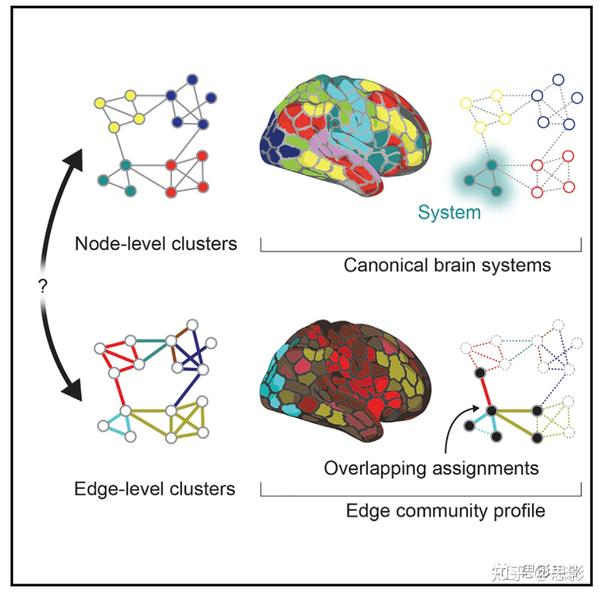 System
Node-level clusters
Canonical brain systems
?
Overlapping assignments
Edge-level clusters
Edge community profile
知乎 @思影